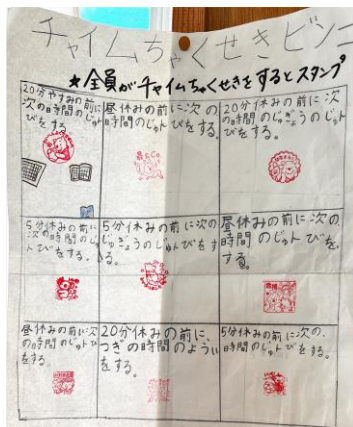 チャイムちゃくせきビンゴ
★全員がチャイムちゃくせきをするとスタンプ
20分やすみの前に
次の時間のじゅん
びをする。
昼休みの前に次の
時間のじゅんびをする。
20分休みの前に次
のじゅぎょうのじゅん
びをする。
5分休みの前に
次の時間のじゅ
んびをする。
5分休みの前に次の
じゅぎょうのじゅんびをす
る。
昼休みの前に次の
時間のじゅんびを
する。
昼休みの前に次
の時間のじゅんび
をする。
20分休みの前に、
つぎの時間のようい
をする。
5分休みの前に次の、
時間のじゅんびをする。